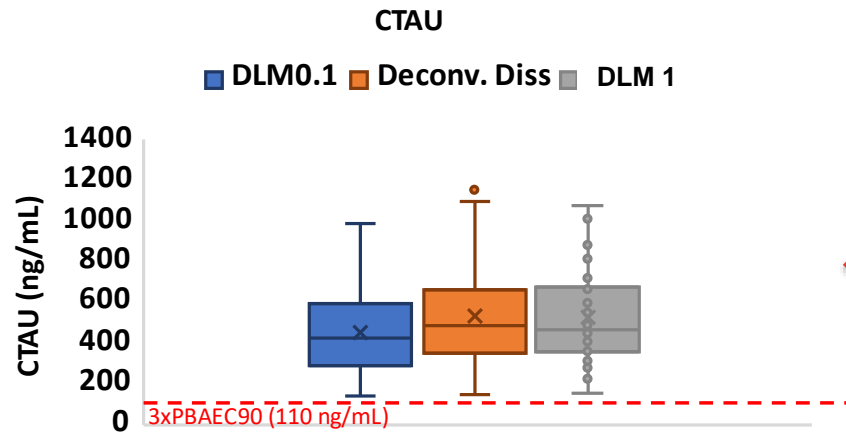 CTAU
DLM0.1 Deconv. Diss DLM 1
1400
1200
1000
800
600
400
200
0
CTAU (ng/mL)
3xPBAEC90 (110 ng/mL)